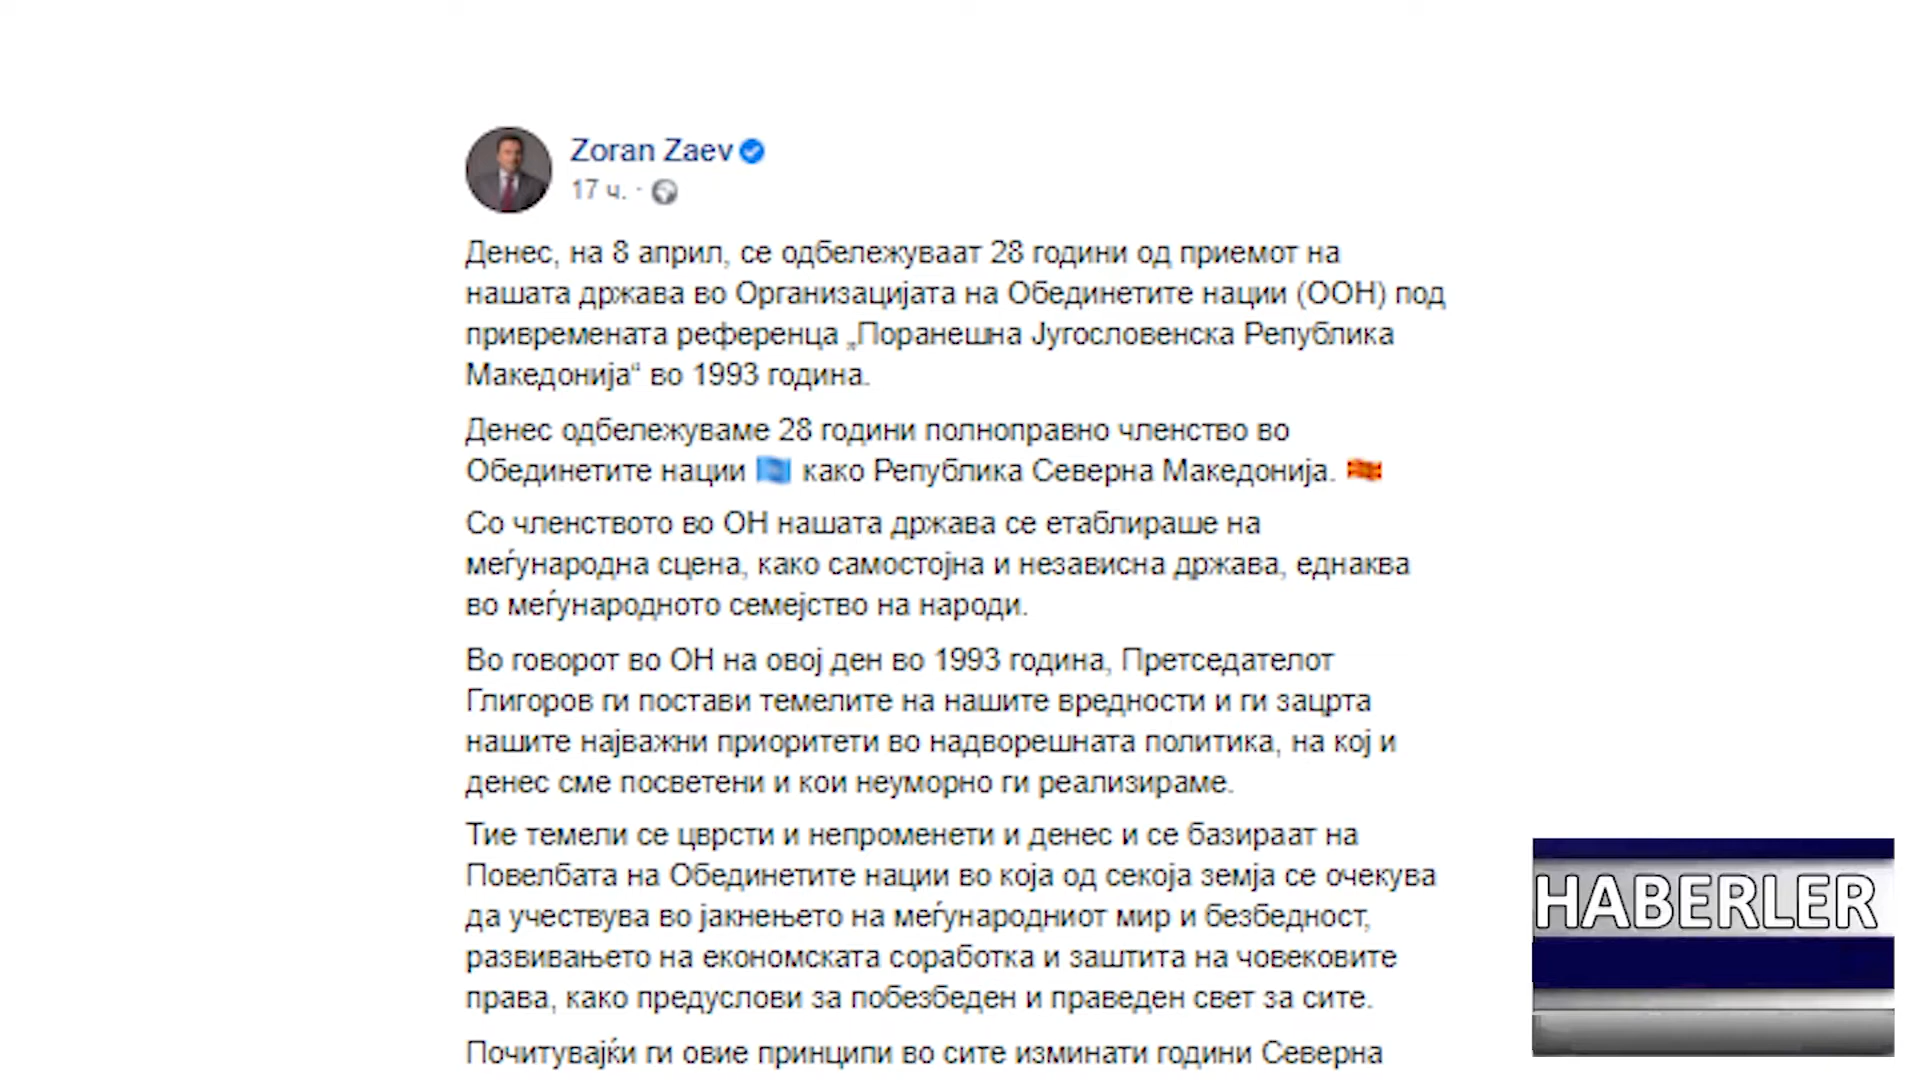 Zoran Zaev
17 ч. ·
Денес, на 8 април, се одбележуваат 28 години од приемот на
нашата држава во Организацијата на Обединетите нации (ООН) под
привремената референца „Поранешна Југословенска Република
Македонија“ во 1993 година.
Денес одбележуваме 28 години полноправно членство во
Обединетите нации 🇺🇳 како Република Северна Македонија. 🇲🇰
Со членството во ОН нашата држава се етаблираше на
меѓународна сцена, како самостојна и независна држава, еднаква
во меѓународното семејство на народи.
Во говорот во ОН на овој ден во 1993 година, Претседателот
Глигоров ги постави темелите на нашите вредности и ги зацрта
нашите најважни приоритети во надворешната политика, на кој и
денес сме посветени и кои неуморно ги реализираме.
Тие темели се цврсти и непроменети и денес и се базираат на
Повелбата на Обединетите нации во која од секоја земја се очекува
да учествува во јакнењето на меѓународниот мир и безбедност,
развивањето на економската соработка и заштита на човековите
права, како предуслови за побезбеден и праведен свет за сите.
Почитувајќи ги овие принципи во сите изминати години Северна
HABERLER